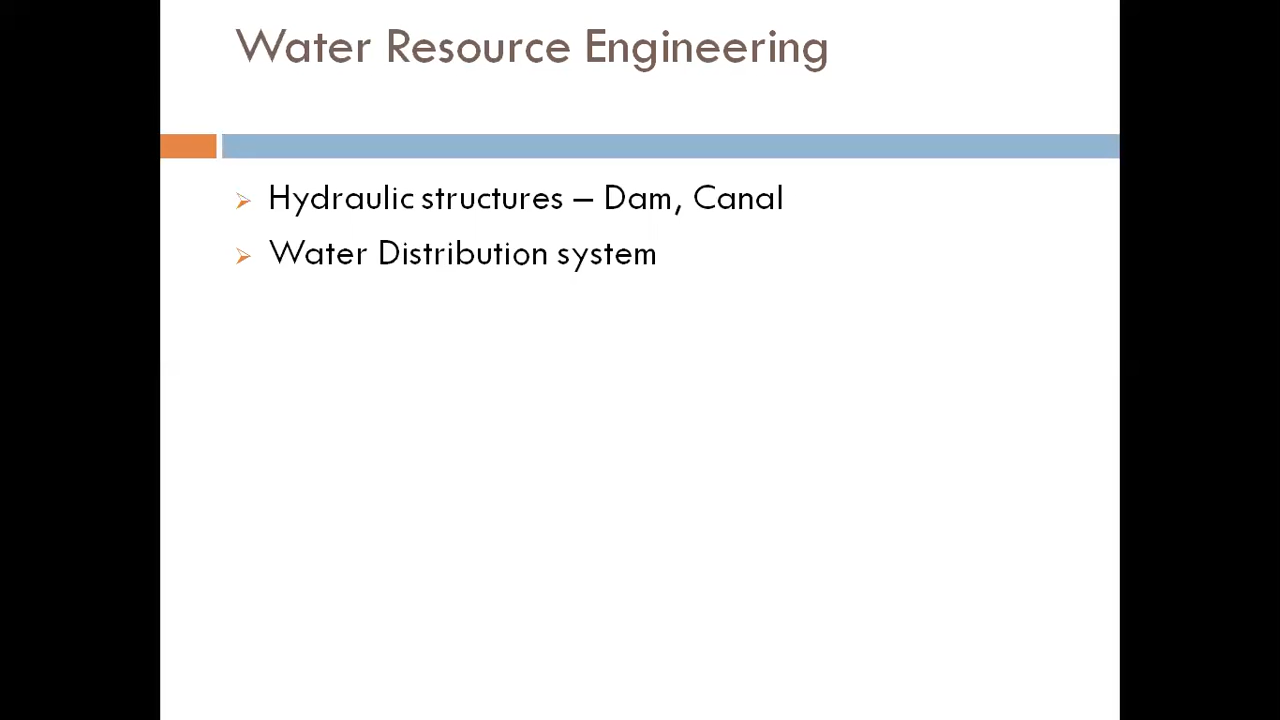 Water Resource Engineering
➢ Hydraulic structures – Dam, Canal
➢ Water Distribution system